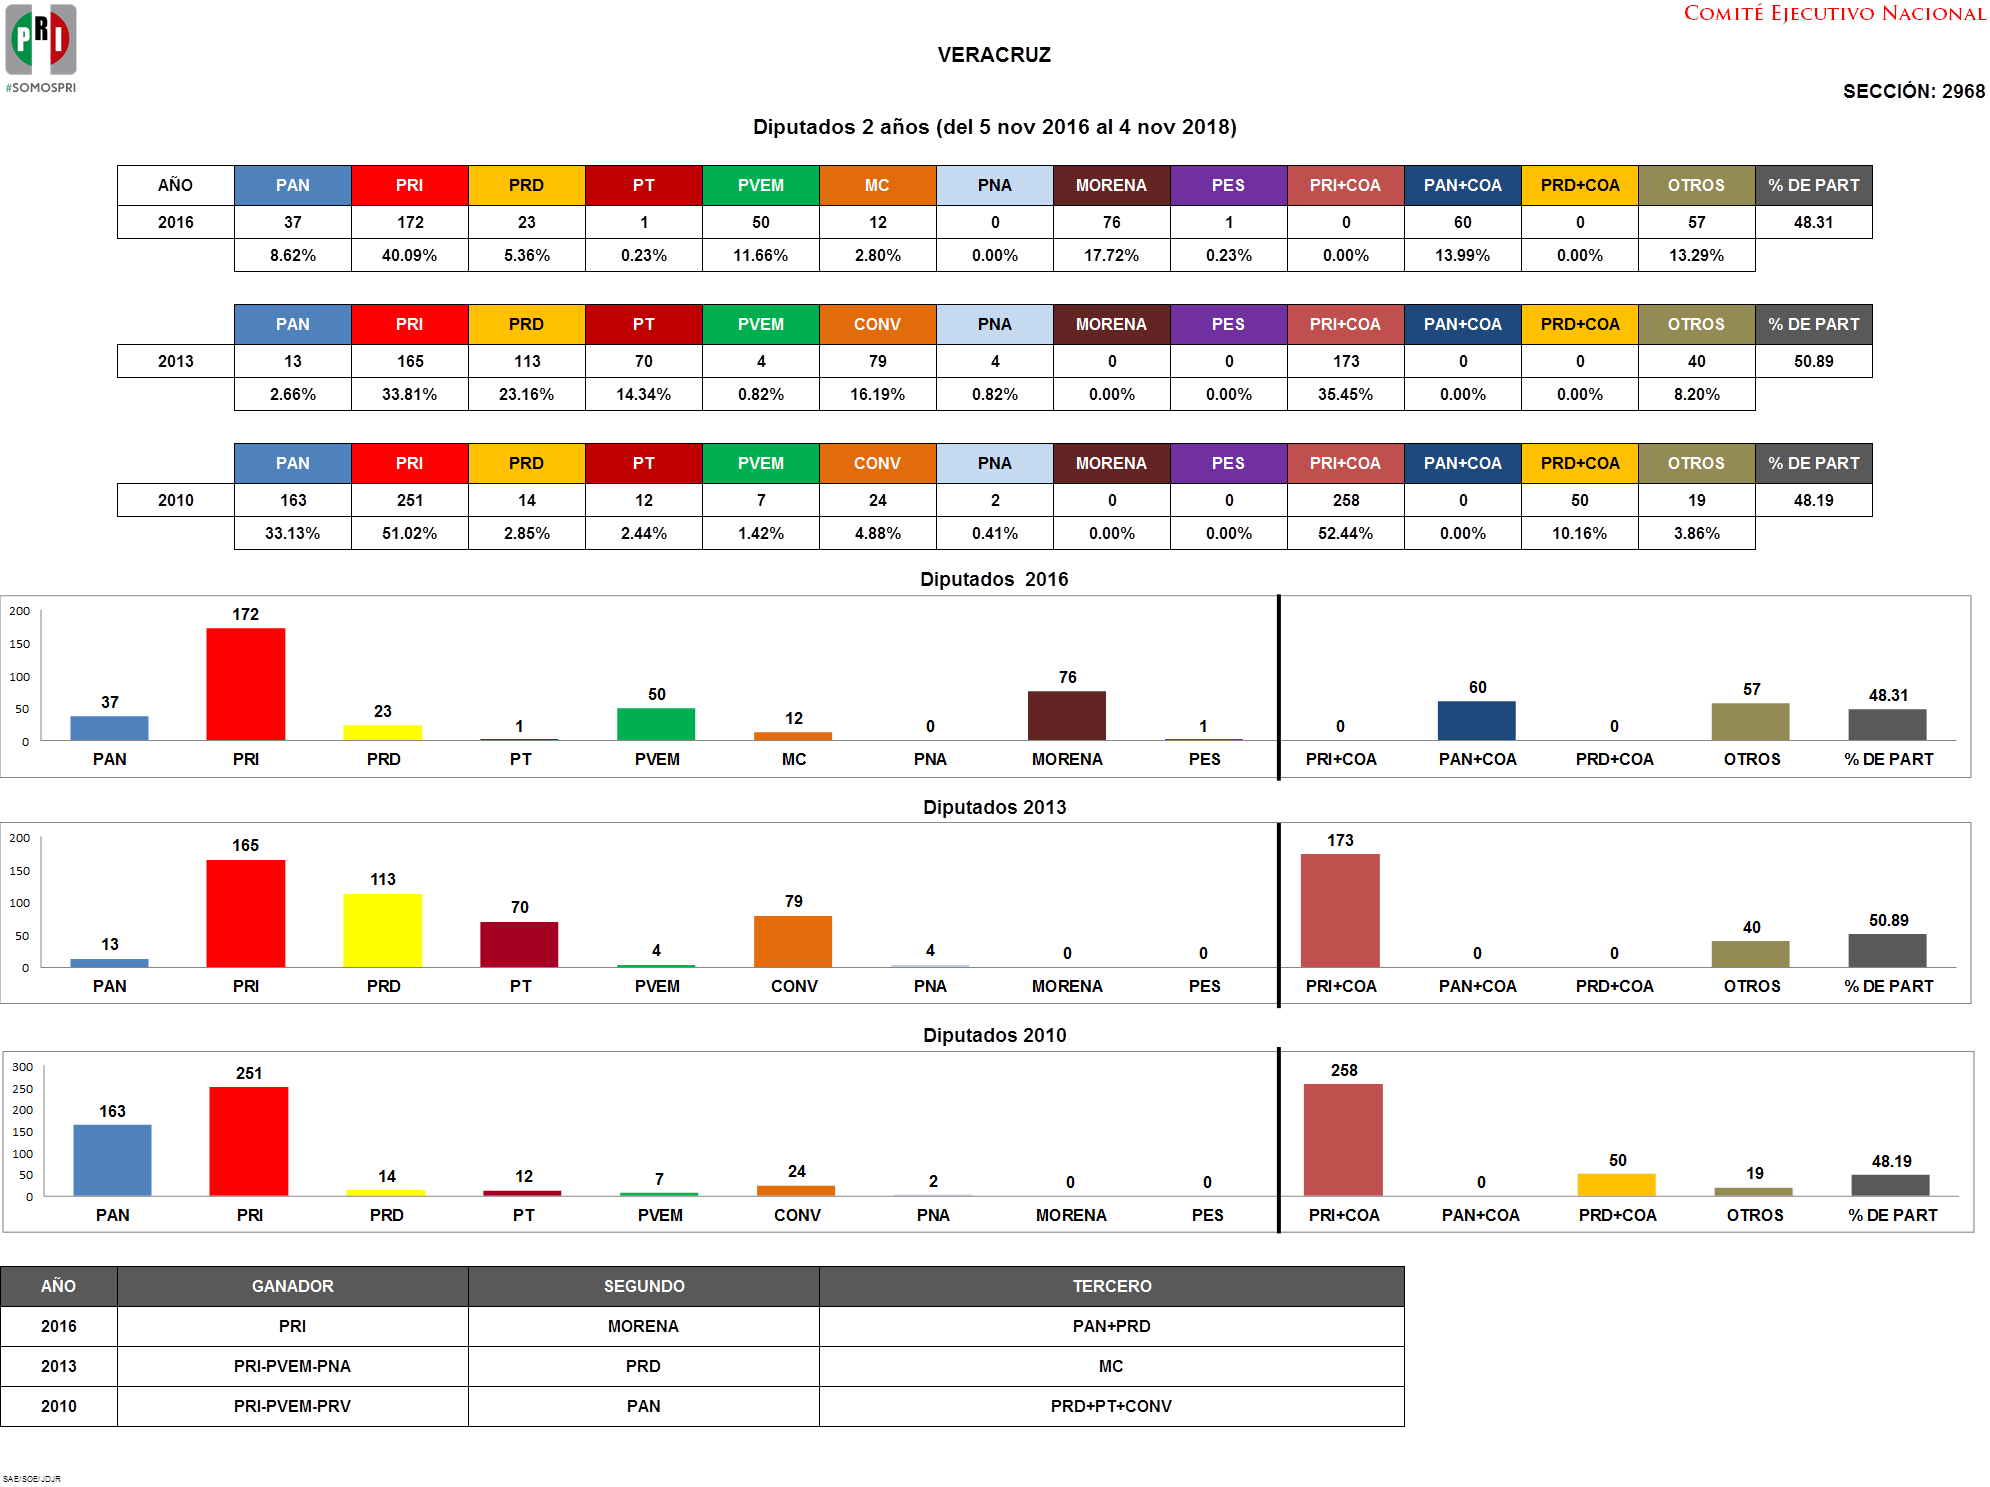 PRI
#SOMOSPRI
COMITÉ EJECUTIVO NACIONAL
VERACRUZ
SECCIÓN: 2968
Diputados 2 años (del 5 nov 2016 al 4 nov 2018)
AÑO PAN PRI PRD PT PVEM MC PNA MORENA PES PRI+COA PAN+COA PRD+COA OTROS % DE PART
2016 37 172 23 1 50 12 0 76 1 0 60 0 57 48.31
8.62% 40.09% 5.36% 0.23% 11.66% 2.80% 0.00% 17.72% 0.23% 0.00% 13.99% 0.00% 13.29%
PAN PRI PRD PT PVEM CONV PNA MORENA PES PRI+COA PAN+COA PRD+COA OTROS % DE PART
2013 13 165 113 70 4 79 4 0 0 173 0 0 40 50.89
2.66% 33.81% 23.16% 14.34% 0.82% 16.19% 0.82% 0.00% 0.00% 35.45% 0.00% 0.00% 8.20%
PAN PRI PRD PT PVEM CONV PNA MORENA PES PRI+COA PAN+COA PRD+COA OTROS % DE PART
2010 163 251 14 12 7 24 2 0 0 258 0 50 19 48.19
33.13% 51.02% 2.85% 2.44% 1.42% 4.88% 0.41% 0.00% 0.00% 52.44% 0.00% 10.16% 3.86%
Diputados 2016
200
150
100
50
0
37 172 23 1 50 12 0 76 1 0 60 0 57 48.31
PAN PRI PRD PT PVEM MC PNA MORENA PES PRI+COA PAN+COA PRD+COA OTROS % DE PART
Diputados 2013
200
150
100
50
0
13 165 113 70 4 79 4 0 0 173 0 0 40 50.89
PAN PRI PRD PT PVEM CONV PNA MORENA PES PRI+COA PAN+COA PRD+COA OTROS % DE PART
Diputados 2010
300
250
200
150
100
50
0
163 251 14 12 7 24 2 0 0 258 0 50 19 48.19
PAN PRI PRD PT PVEM CONV PNA MORENA PES PRI+COA PAN+COA PRD+COA OTROS % DE PART
AÑO GANADOR SEGUNDO TERCERO
2016 PRI MORENA PAN+PRD
2013 PRI-PVEM-PNA PRD MC
2010 PRI-PVEM-PRV PAN PRD+PT+CONV
SAE/SOE/JDJR